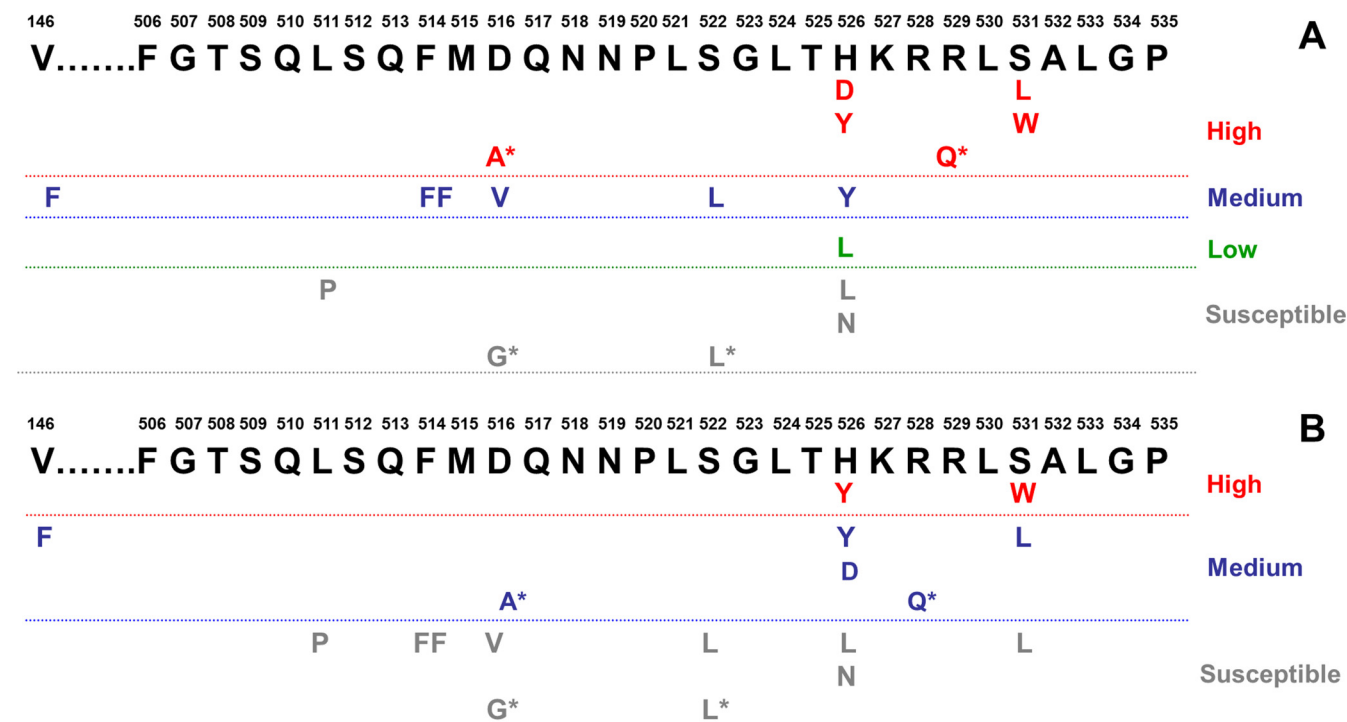 146 506 507 508 509 510 511 512 513 514 515 516 517 518 519 520 521 522 523 524 525 526 527 528 529 530 531 532 533 534 535
A
V.......F G T S Q L S Q F M D Q N N P L S G L T H K R R L S A L G P
D L
Y W
High
A* Q*
F FF V L Y Medium
L Low
P L
Susceptible
N
G* L*
146 506 507 508 509 510 511 512 513 514 515 516 517 518 519 520 521 522 523 524 525 526 527 528 529 530 531 532 533 534 535
B
V.......F G T S Q L S Q F M D Q N N P L S G L T H K R R L S A L G P
Y W High
F Y L
D Medium
A* Q*
P FF V L L L
N Susceptible
G* L*